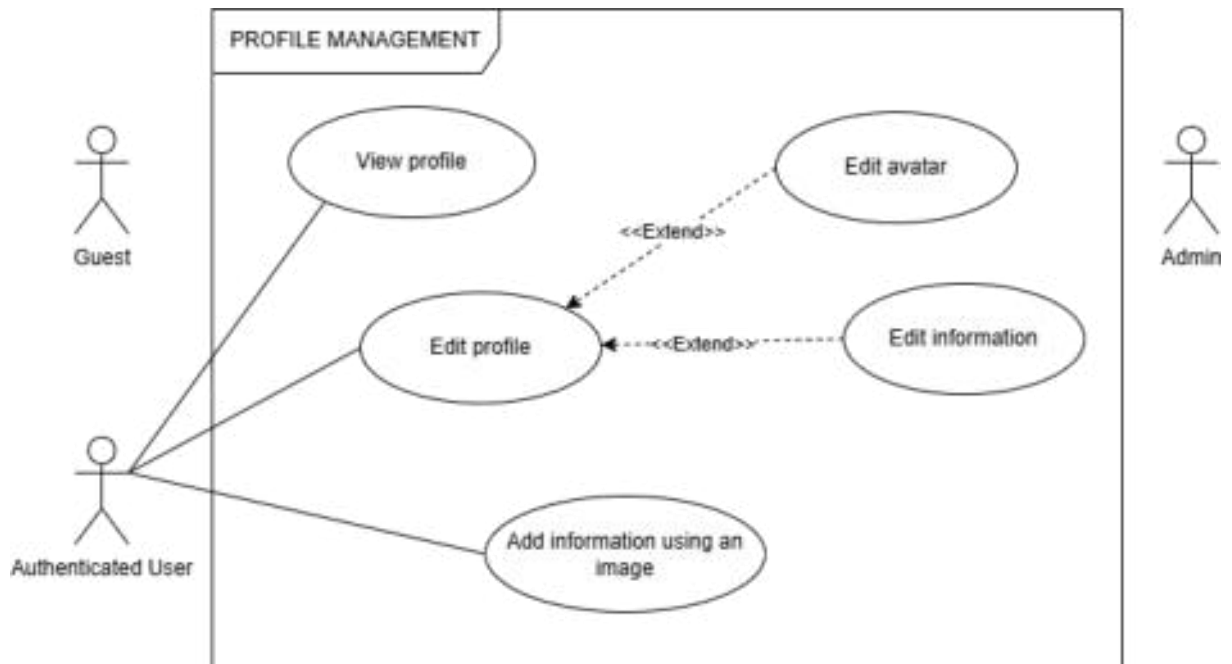 PROFILE MANAGEMENT
View profile
Edit avatar
<<Extend>>
Guest
Admin
Edit profile
<<Extend>>
Edit information
Authenticated User
Add information using an
image